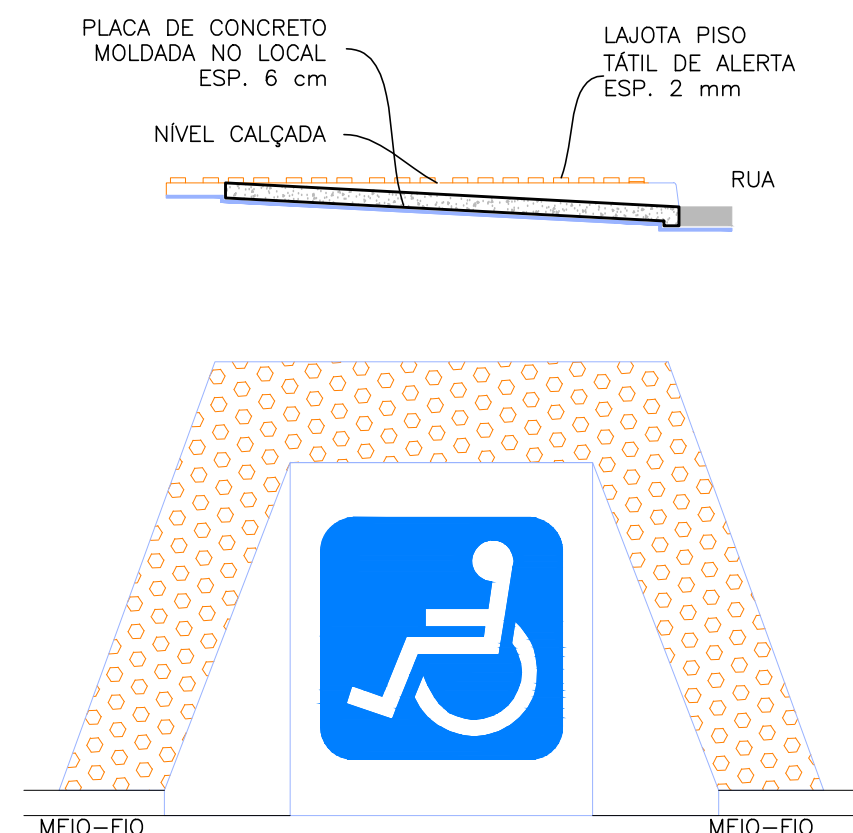 PLACA DE CONCRETO
MOLDADA NO LOCAL
ESP. 6 cm
LAJOTA PISO
TÁTIL DE ALERTA
ESP. 2 mm
NÍVEL CALÇADA
RUA
MEIO-FIO
MEIO-FIO